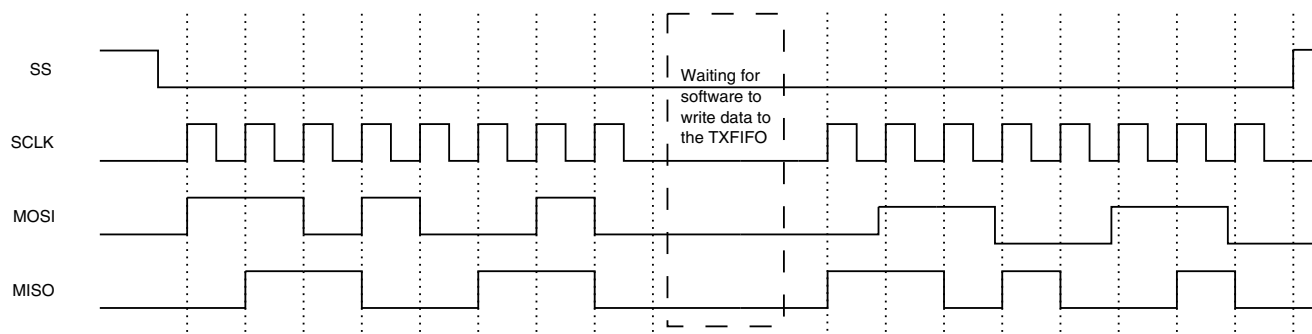 SS
Waiting for
software to
write data to
the TXFIFO
SCLK
MOSI
MISO